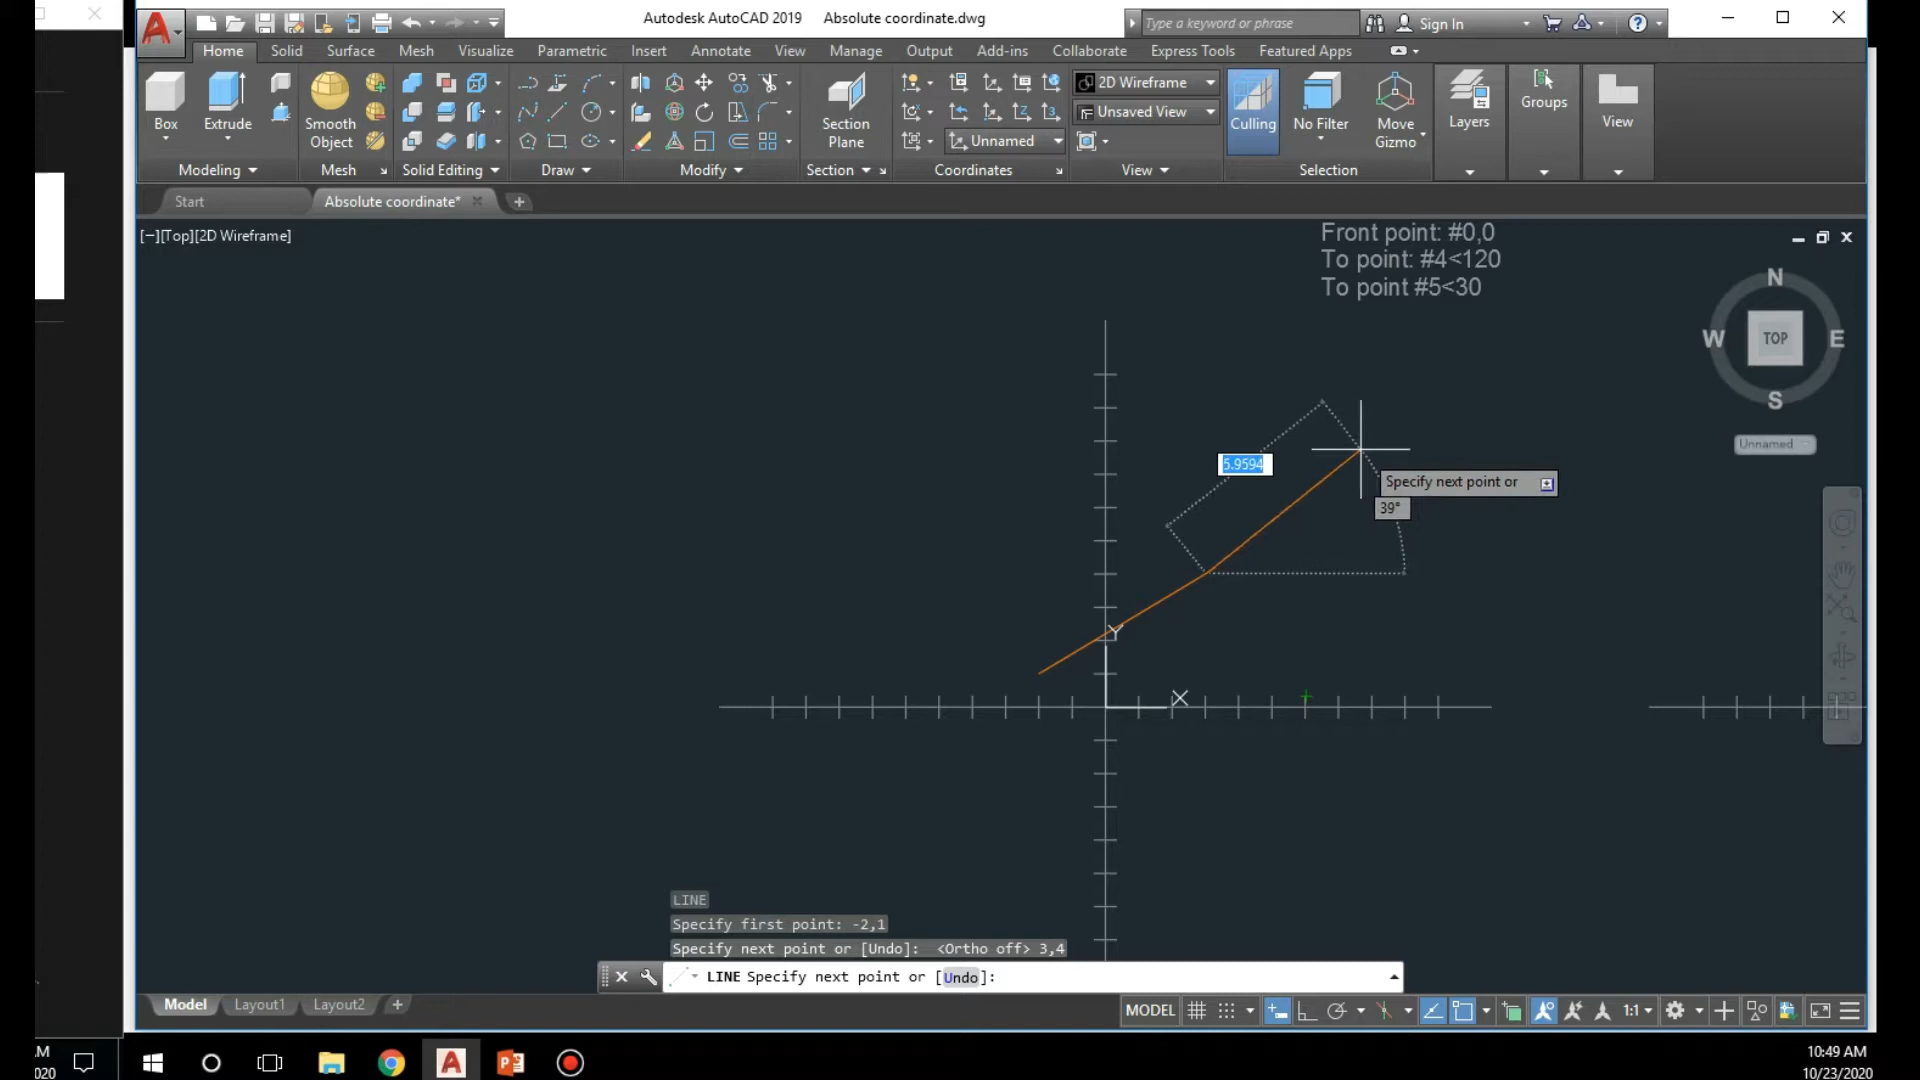 Autodesk AutoCAD 2019 Absolute coordinate.dwg
Type a keyword or phrase
Sign In
Home Solid Surface Mesh Visualize Parametric Insert Annotate View Manage Output Add-ins Collaborate Express Tools Featured Apps
Box
Extrude
Smooth
Object
Section
Plane
2D Wireframe
Unsaved View
Unnamed
Culling
No Filter
Move
Gizmo
Layers
Groups
View
Modeling Mesh Solid Editing Draw Modify Section Coordinates View Selection
Start
Absolute coordinate*
[−][Top][2D Wireframe]
Front point: #0,0
To point: #4<120
To point #5<30
N
W
TOP
E
S
Unnamed
5.9594
Specify next point or
39°
Y
X
LINE
Specify first point: -2,1
Specify next point or [Undo]: <Ortho off> 3,4
LINE Specify next point or [Undo]:
Model Layout1 Layout2
MODEL
1:1
AM
020
10:49 AM
10/23/2020